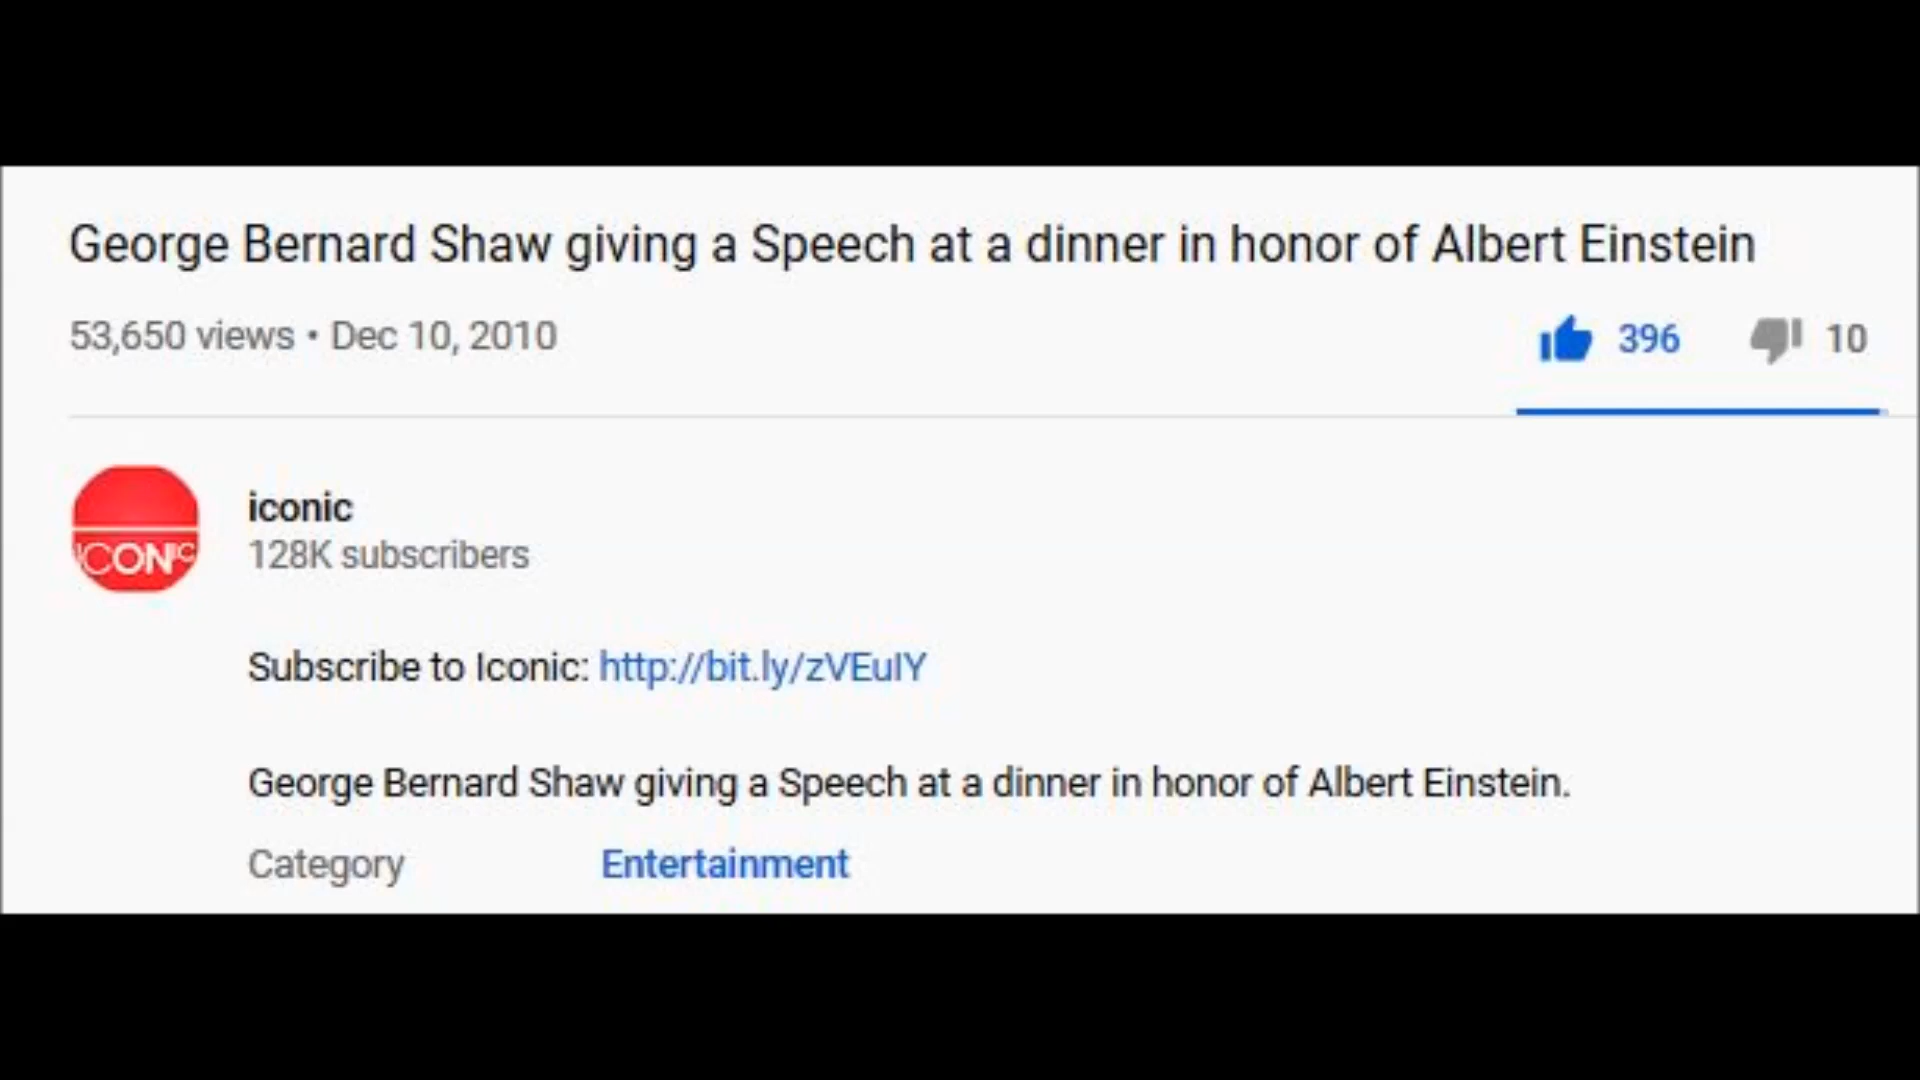 George Bernard Shaw giving a Speech at a dinner in honor of Albert Einstein
53,650 views • Dec 10, 2010
396 10
ICONIC
iconic
128K subscribers
Subscribe to Iconic: http://bit.ly/zVEuIY
George Bernard Shaw giving a Speech at a dinner in honor of Albert Einstein.
Category Entertainment